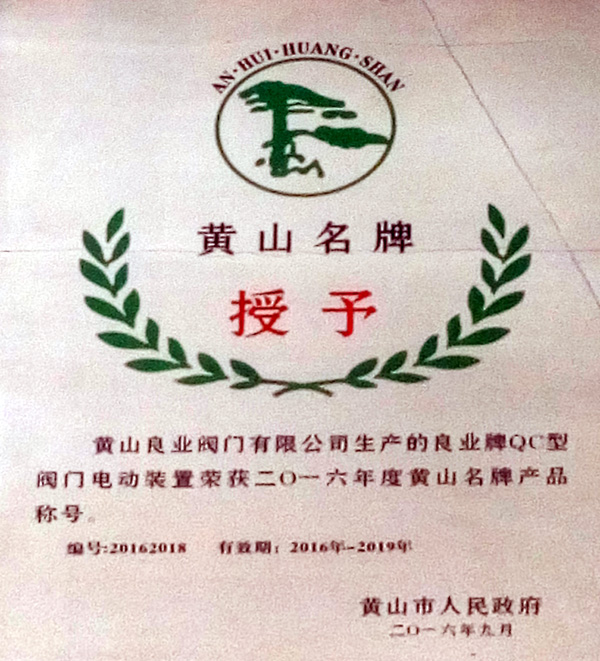 AN·HUI·HUANG·SHAN
黄山名牌
授予
黄山良业阀门有限公司生产的良业牌QC型
阀门电动装置荣获二〇一六年度黄山名牌产品
称号。
编号:20162018 有效期: 2016年-2019年
黄山市人民政府
二〇一六年九月